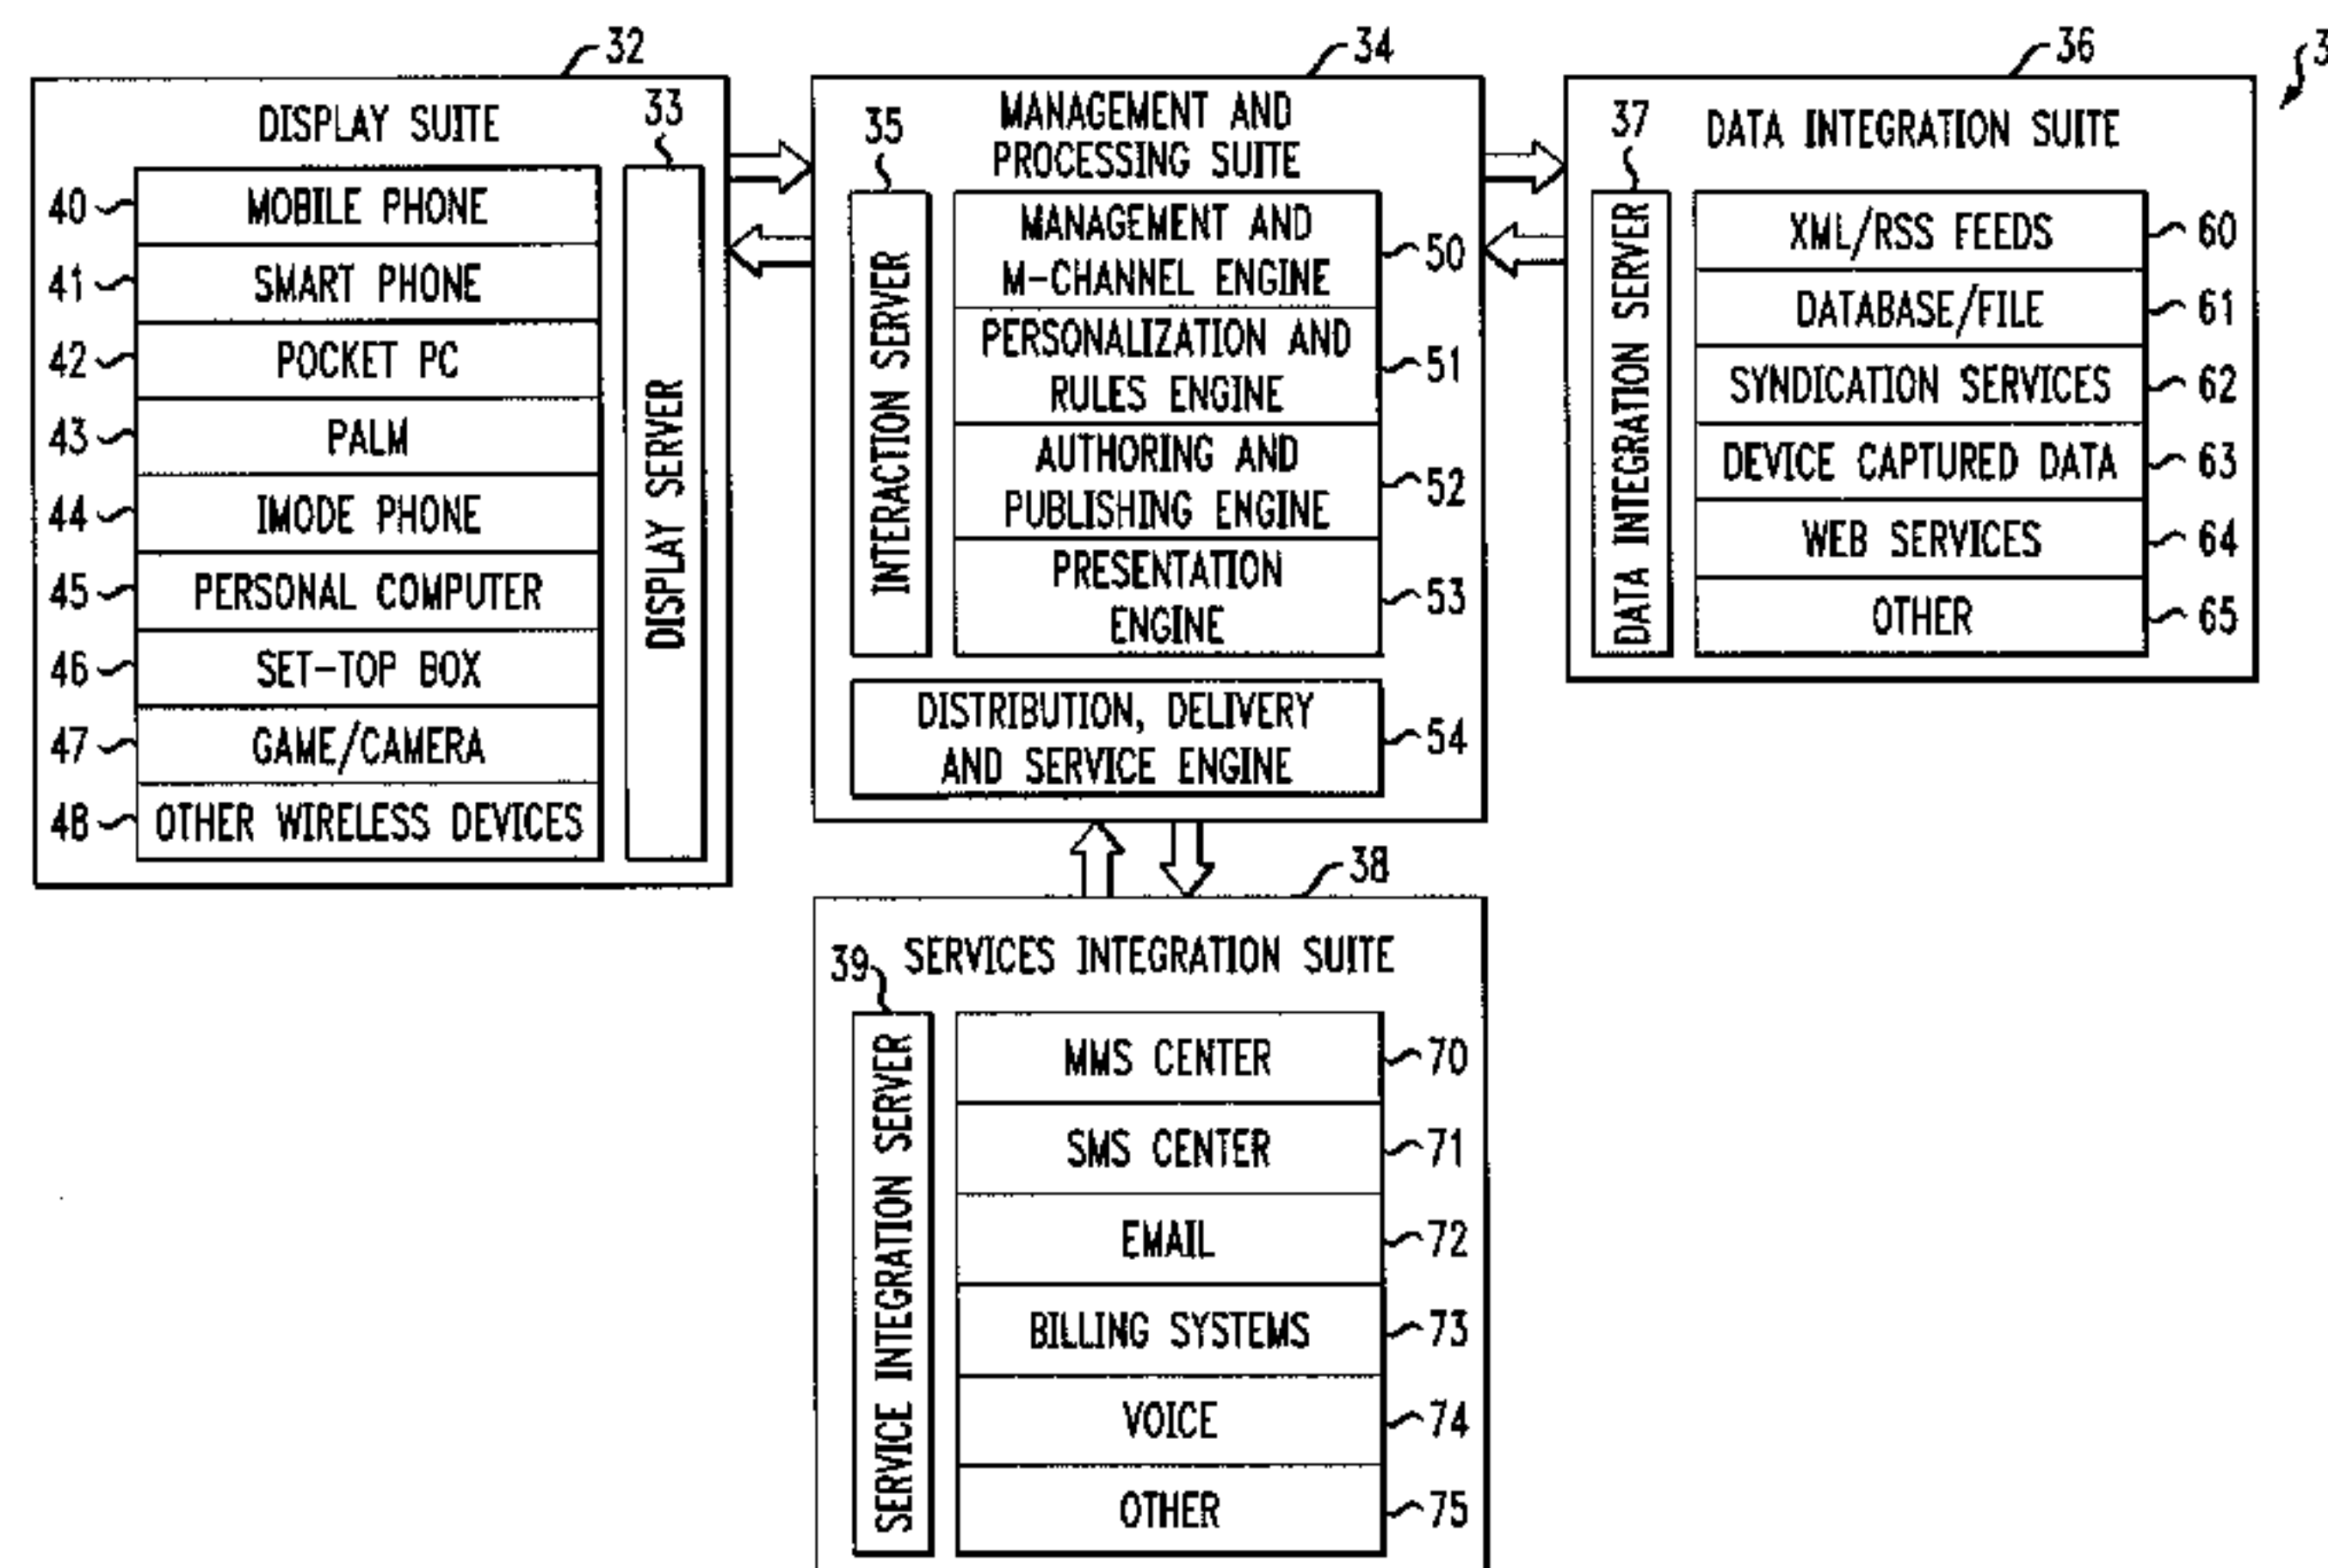 32
DISPLAY SUITE
33
40 MOBILE PHONE
41 SMART PHONE
42 POCKET PC
43 PALM
44 IMODE PHONE
45 PERSONAL COMPUTER
46 SET-TOP BOX
47 GAME/CAMERA
48 OTHER WIRELESS DEVICES
DISPLAY SERVER
34
MANAGEMENT AND
PROCESSING SUITE
35
INTERACTION SERVER
MANAGEMENT AND
M-CHANNEL ENGINE
50
PERSONALIZATION AND
RULES ENGINE
51
AUTHORING AND
PUBLISHING ENGINE
52
PRESENTATION
ENGINE
53
DISTRIBUTION, DELIVERY
AND SERVICE ENGINE
54
36
3
DATA INTEGRATION SUITE
37
DATA INTEGRATION SERVER
XML/RSS FEEDS 60
DATABASE/FILE 61
SYNDICATION SERVICES 62
DEVICE CAPTURED DATA 63
WEB SERVICES 64
OTHER 65
38
SERVICES INTEGRATION SUITE
39
SERVICE INTEGRATION SERVER
MMS CENTER 70
SMS CENTER 71
EMAIL 72
BILLING SYSTEMS 73
VOICE 74
OTHER 75